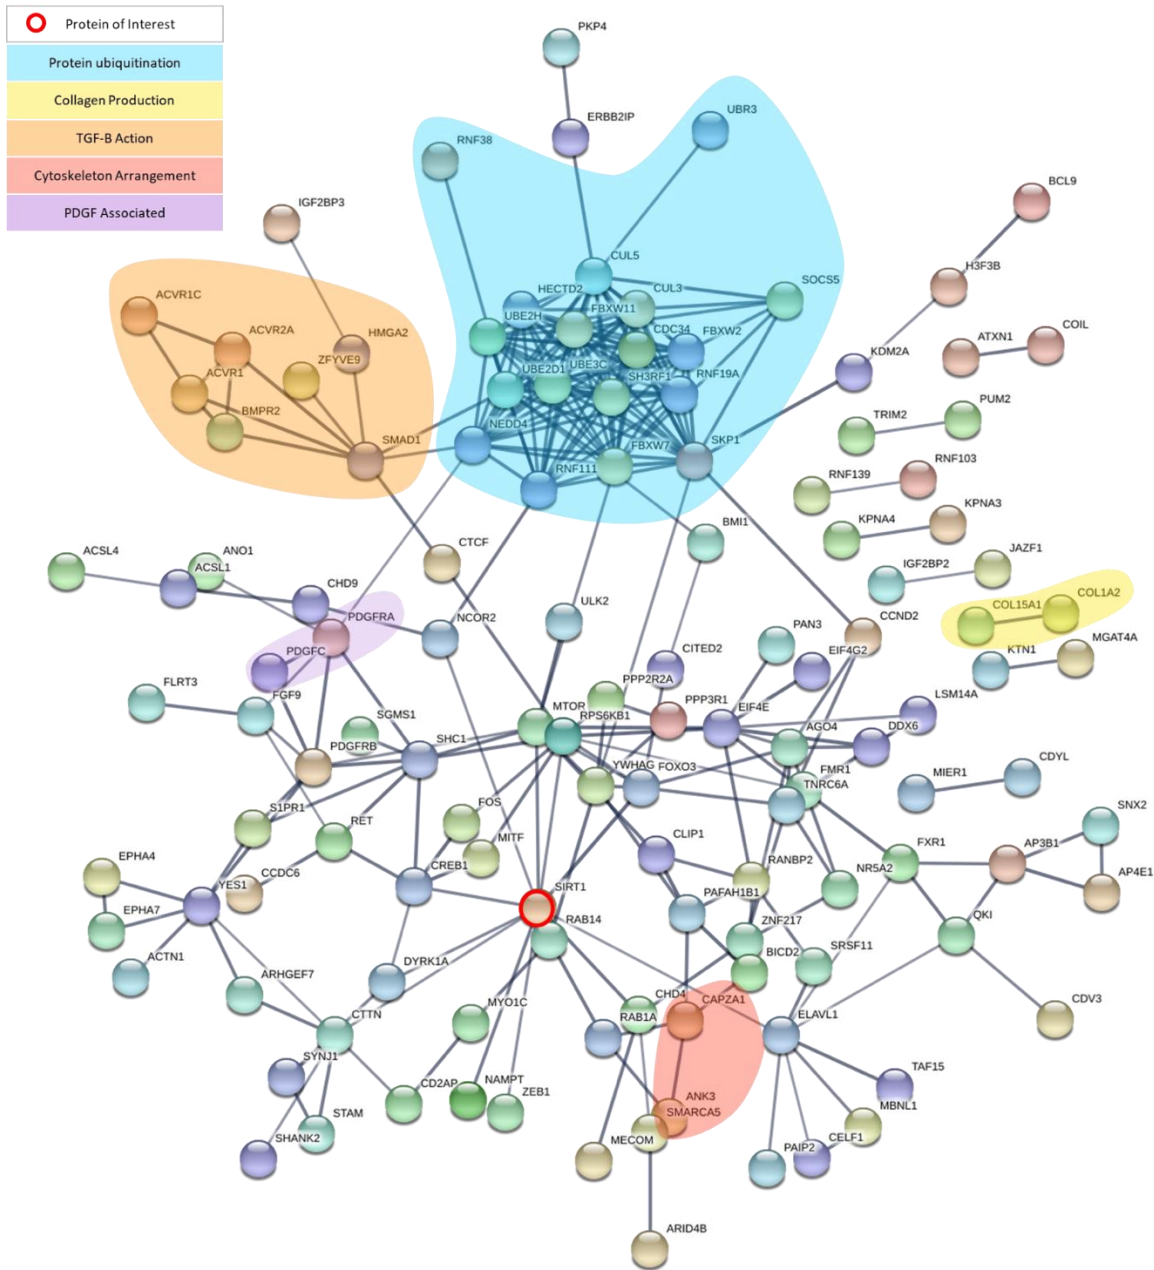 Protein of Interest
Protein ubiquitination
Collagen Production
TGF-B Action
Cytoskeleton Arrangement
PDGF Associated
PKP4
ERBB2IP
UBR3
RNF38
BCL9
IGF2BP3
CUL5
H3F3B
SOCS5
HECTD2
CUL3
ACVR1C
FBXW11
UBE2H
ACVR2A
HMGA2
CDC34
FBXW2
ATXN1
COIL
ZFYVE9
KDM2A
UBE3C
UBE2D1
ACVR1
SH3RF1
RNF19A
PUM2
BMPR2
TRIM2
NEDD4
SMAD1
FBXW7
SKP1
RNF111
RNF139
RNF103
KPNA3
KPNA4
BMI1
CTCF
ACSL4
ANO1
ACSL1
IGF2BP2
JAZF1
CHD9
COL1A2
COL15A1
PDGFRA
NCOR2
ULK2
CCND2
PAN3
PDGFC
CITED2
EIF4G2
KTN1
MGAT4A
FLRT3
FGF9
PPP2R2A
SGMS1
MTOR
PPP3R1
EIF4E
LSM14A
RPS6KB1
AGO4
DDX6
PDGFRB
SHC1
YWHAG
FOXO3
FMR1
TNRC6A
MIER1
CDYL
S1PR1
RET
FOS
SNX2
MITF
CLIP1
FXR1
AP3B1
EPHA4
CCDC6
CREB1
RANBP2
NR5A2
AP4E1
YES1
SIRT1
PAFAH1B1
EPHA7
RAB14
ZNF217
QKI
ACTN1
BICD2
SRSF11
ARHGEF7
DYRK1A
MYO1C
CHD4
CAPZA1
CDV3
RAB1A
ELAVL1
CTTN
SYNJ1
CD2AP
NAMPT
ZEB1
ANK3
TAF15
STAM
SMARCA5
MBNL1
SHANK2
MECOM
PAIP2
CELF1
ARID4B